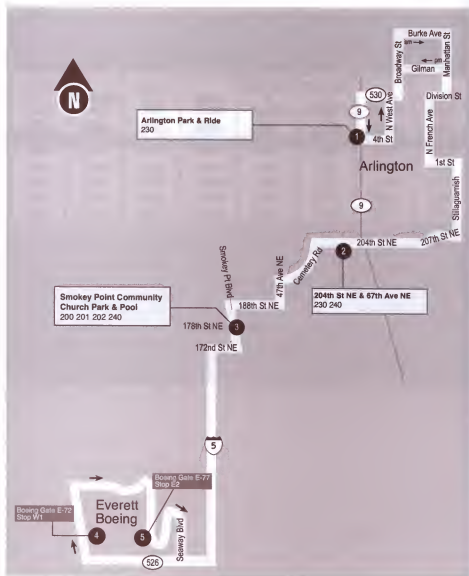 Burke Ave
am
Broadway St
Manhattan St
Gilman
530
N West Ave
Division St
9
Arlington Park & Ride
230
1
4th St
N French Ave
1st St
Arlington
Stillaguamish
N
9
204th St NE
207th St NE
Cemetery Rd
2
47th Ave NE
Smokey Pt Blvd
204th St NE & 67th Ave NE
230 240
188th St NE
Smokey Point Community
Church Park & Pool
200 201 202 240
178th St NE
3
172nd St NE
5
Boeing Gate E-77
Stop E2
Everett
Boeing
Boeing Gate E-72
Stop W1
4
5
Seaway Blvd
526